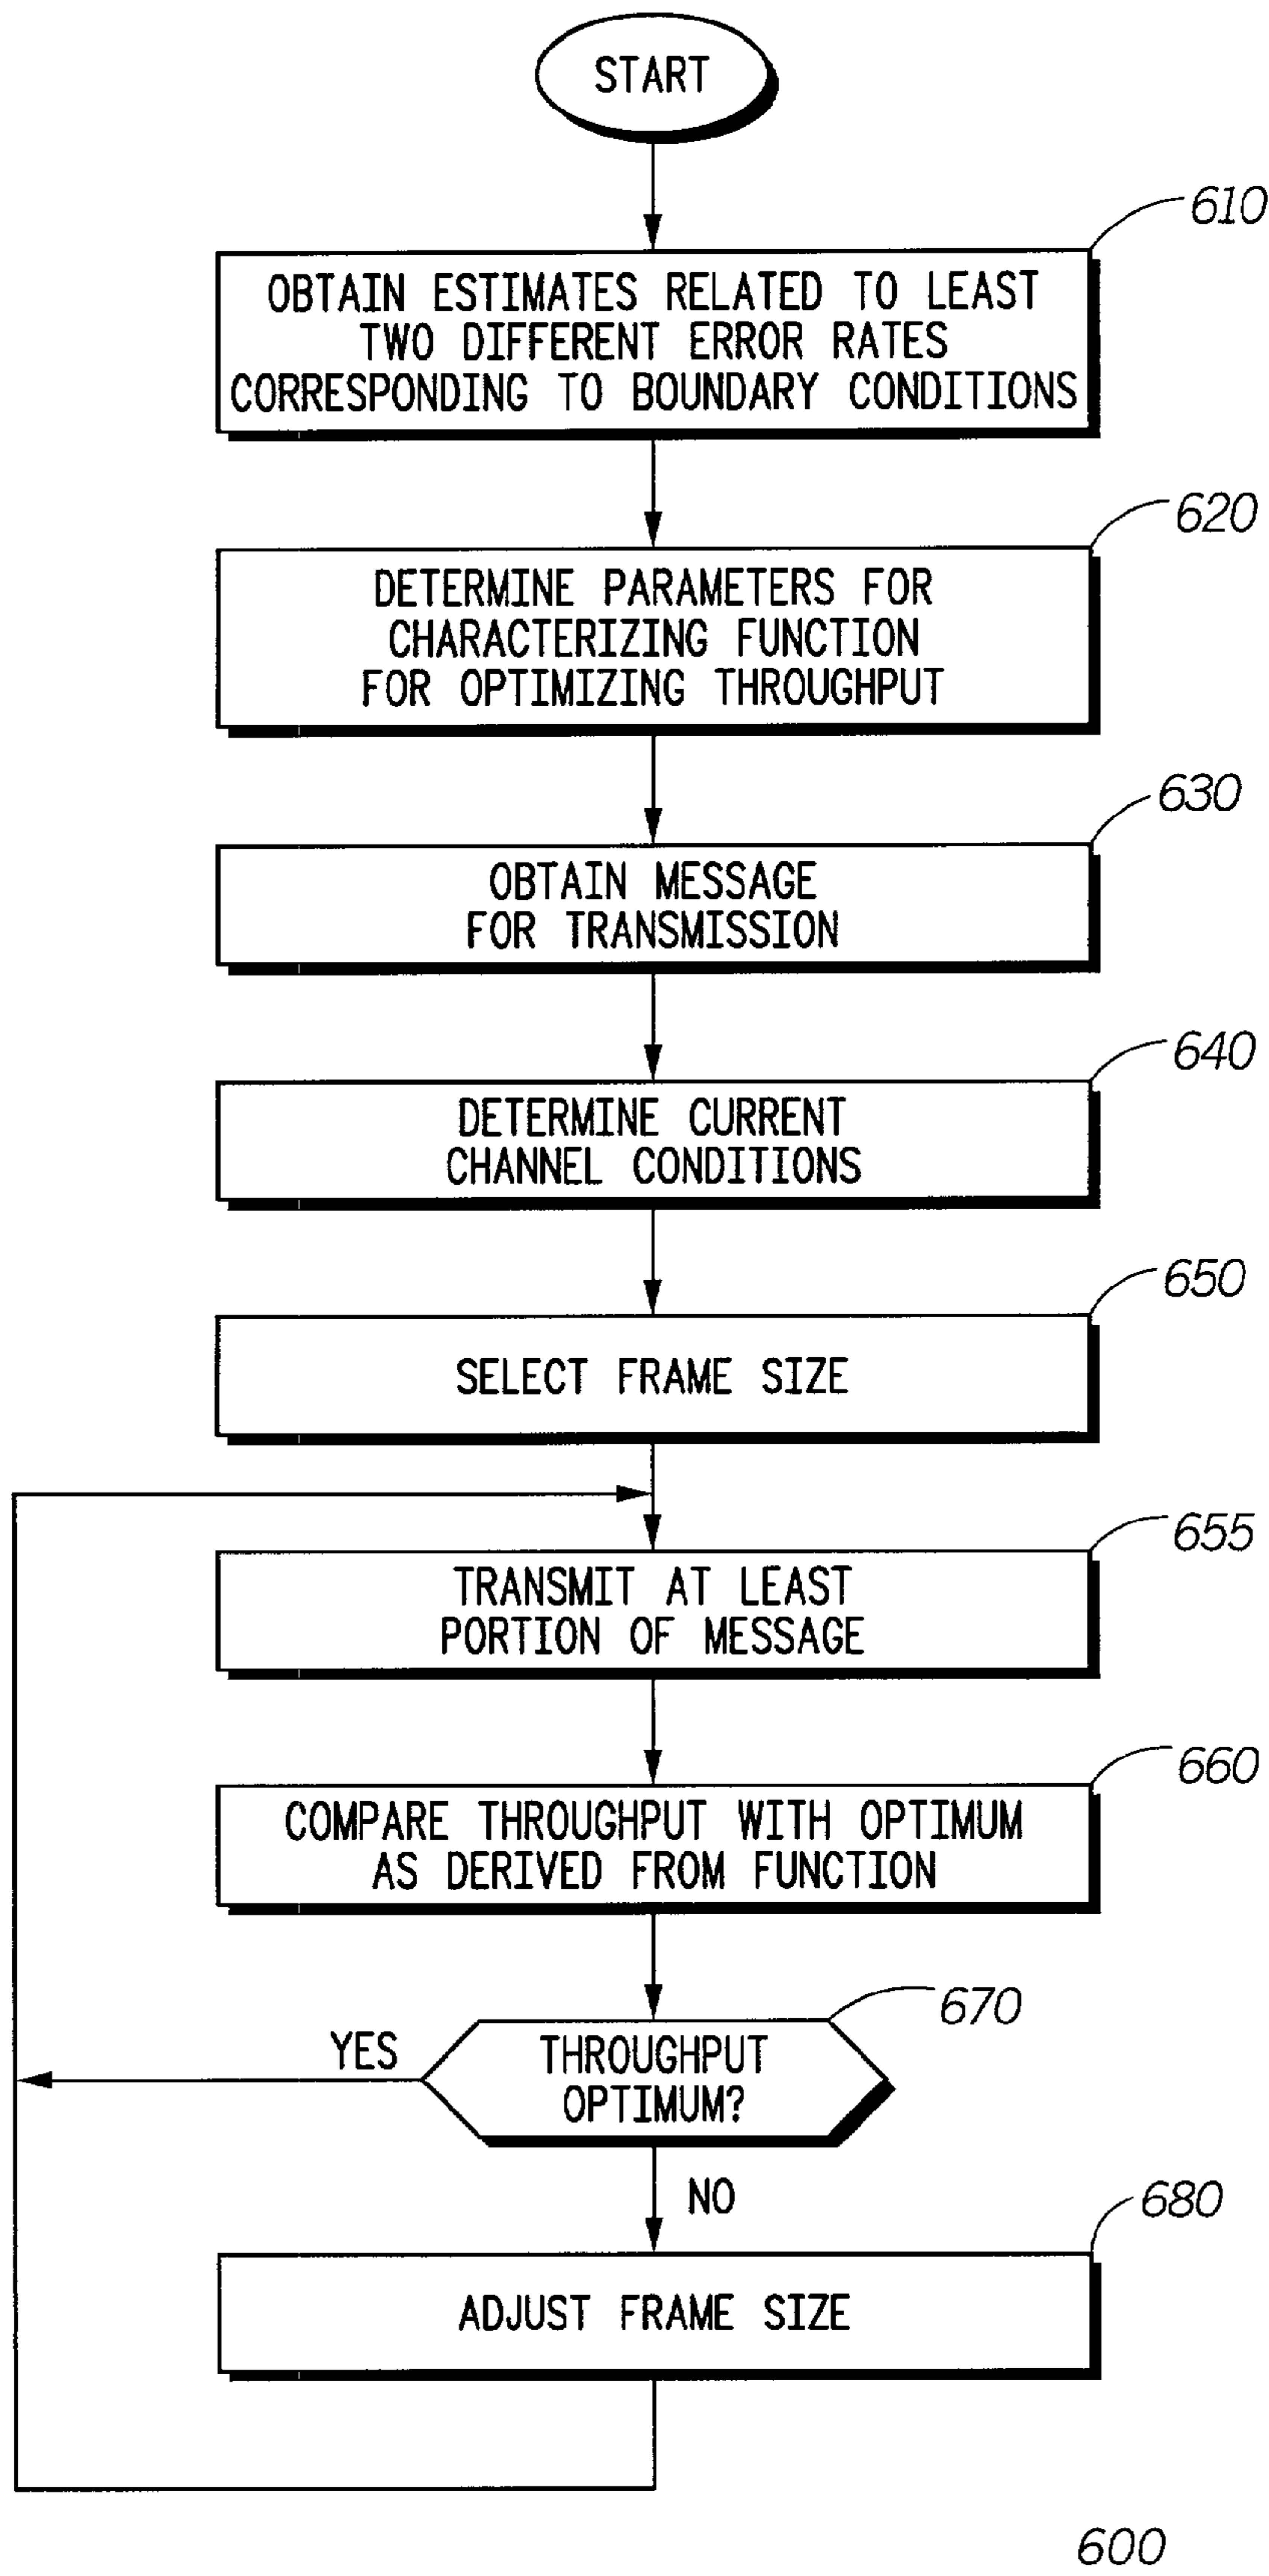 START
610
OBTAIN ESTIMATES RELATED TO LEAST
TWO DIFFERENT ERROR RATES
CORRESPONDING TO BOUNDARY CONDITIONS
620
DETERMINE PARAMETERS FOR
CHARACTERIZING FUNCTION
FOR OPTIMIZING THROUGHPUT
630
OBTAIN MESSAGE
FOR TRANSMISSION
640
DETERMINE CURRENT
CHANNEL CONDITIONS
650
SELECT FRAME SIZE
655
TRANSMIT AT LEAST
PORTION OF MESSAGE
660
COMPARE THROUGHPUT WITH OPTIMUM
AS DERIVED FROM FUNCTION
670
YES
THROUGHPUT
OPTIMUM?
NO
680
ADJUST FRAME SIZE
600